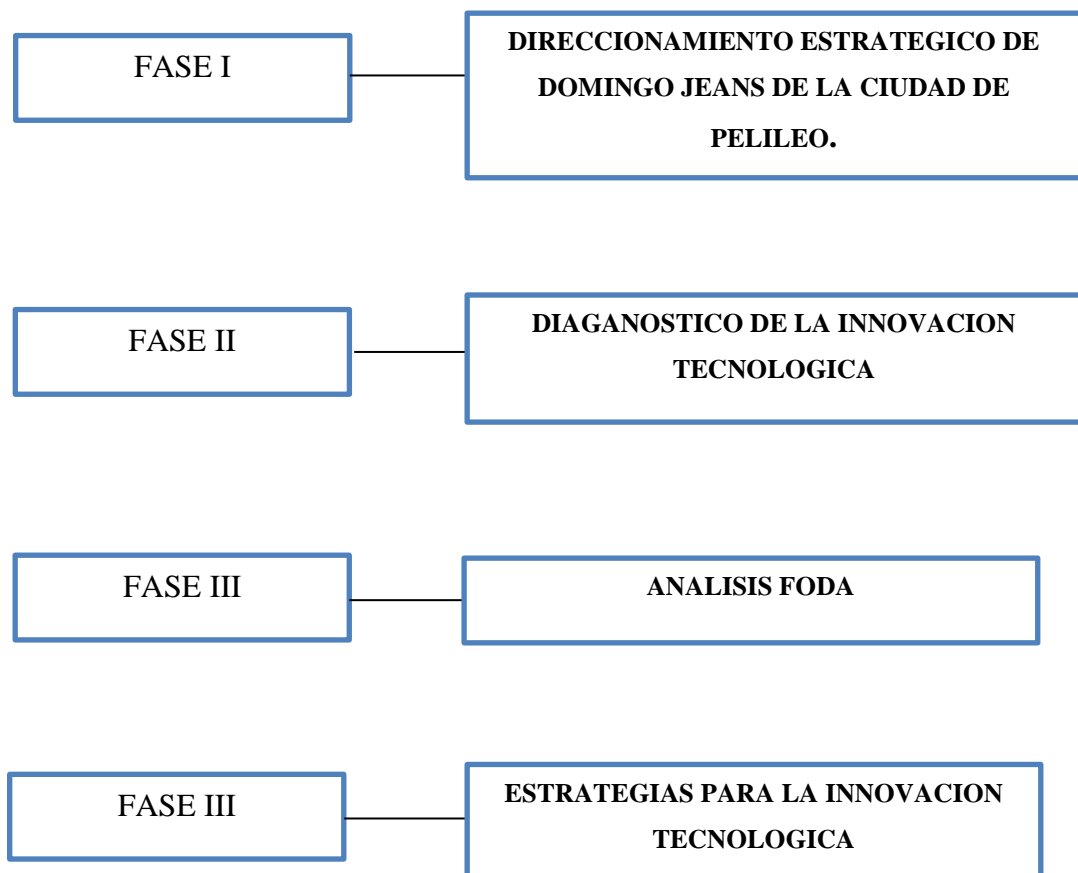 FASE I
DIRECCIONAMIENTO ESTRATEGICO DE
DOMINGO JEANS DE LA CIUDAD DE
PELILEO.
FASE II
DIAGANOSTICO DE LA INNOVACION
TECNOLOGICA
FASE III
ANALISIS FODA
FASE III
ESTRATEGIAS PARA LA INNOVACION
TECNOLOGICA